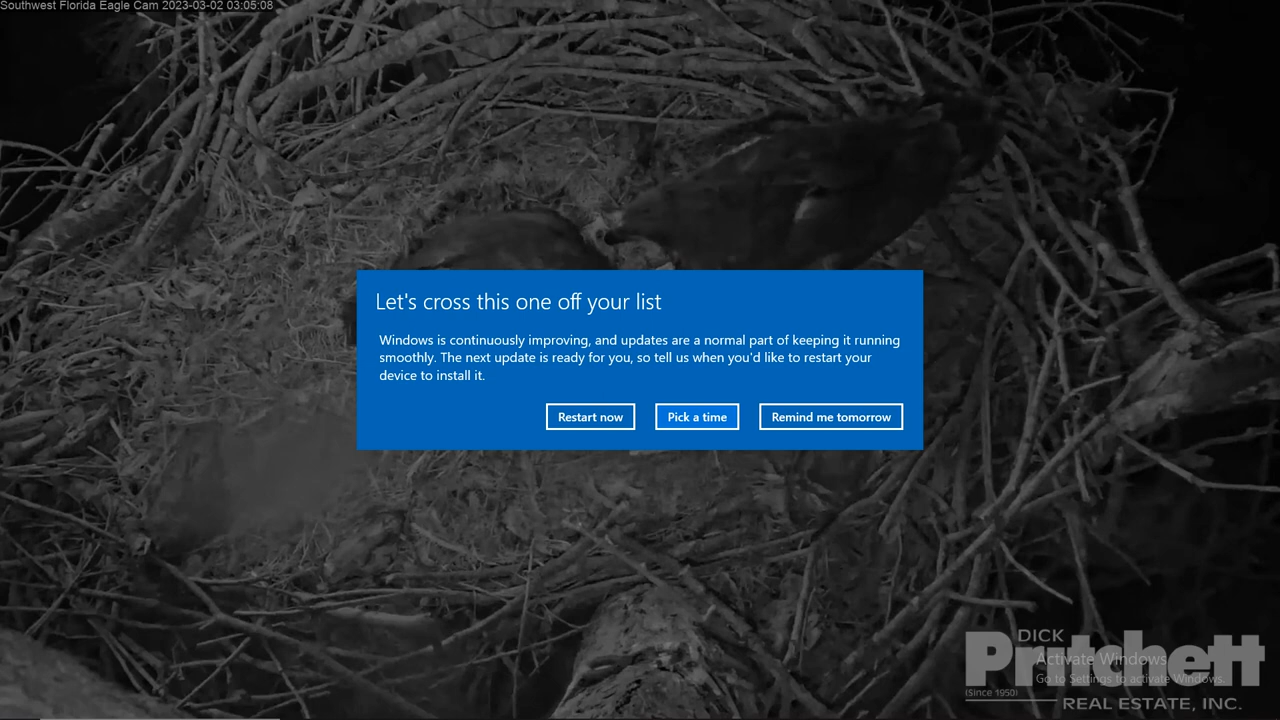 Southwest Florida Eagle Cam 2023-03-02 03:05:08
Let's cross this one off your list
Windows is continuously improving, and updates are a normal part of keeping it running
smoothly. The next update is ready for you, so tell us when you'd like to restart your
device to install it.
Restart now
Pick a time
Remind me tomorrow
DICK
Pritchett
Activate Windows
Go to Settings to activate Windows.
(Since 1950)
REAL ESTATE, INC.